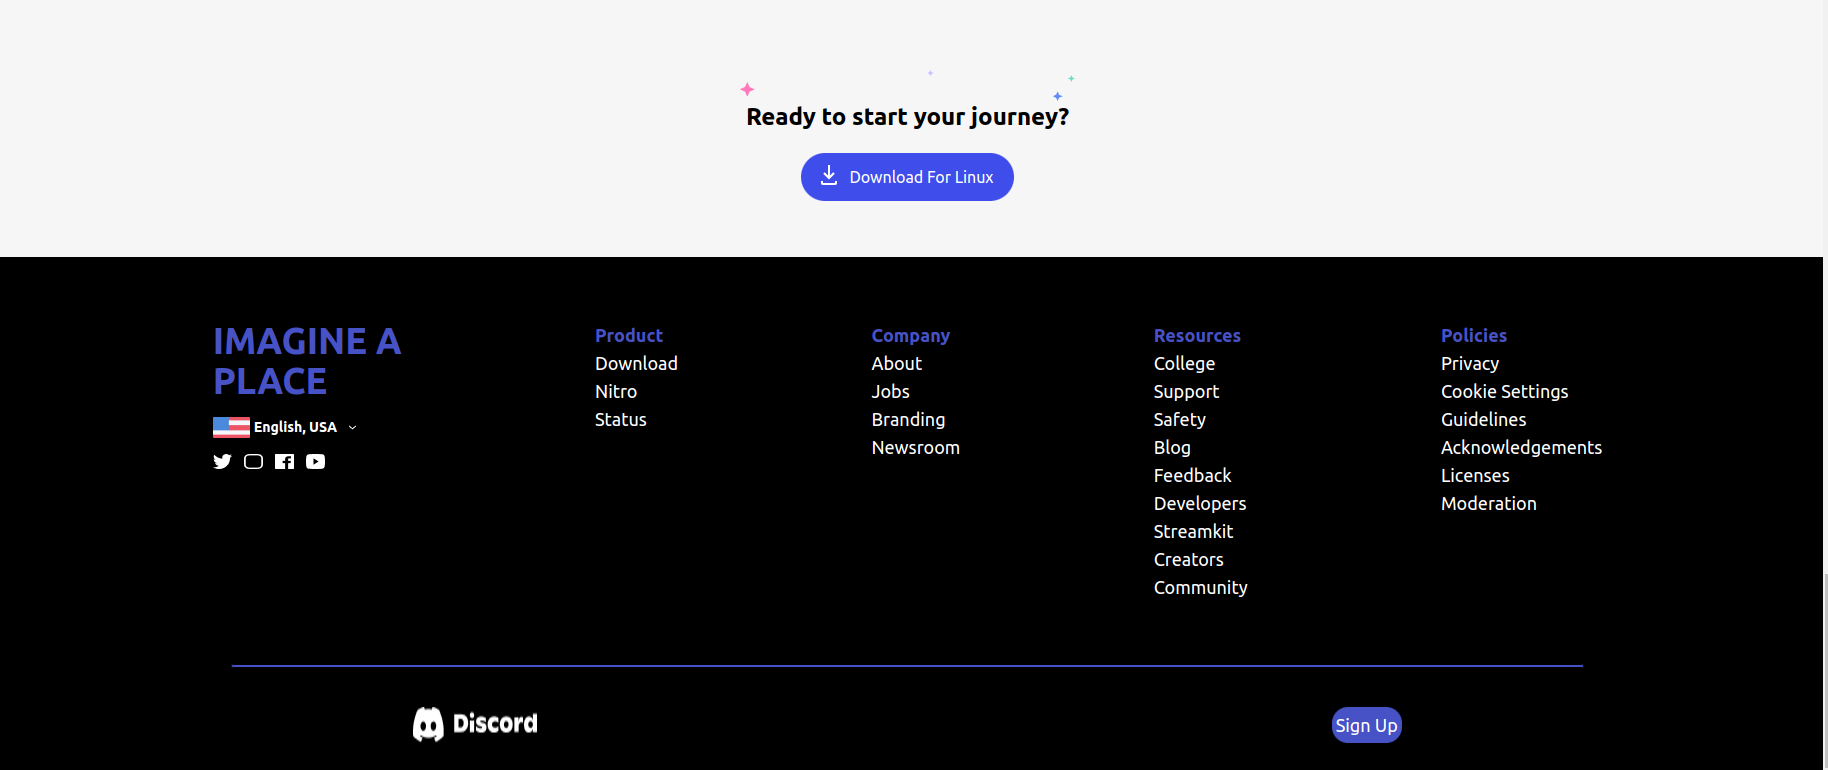 Ready to start your journey?
Download For Linux
IMAGINE A
PLACE
English, USA
Product
Download
Nitro
Status
Company
About
Jobs
Branding
Newsroom
Resources
College
Support
Safety
Blog
Feedback
Developers
Streamkit
Creators
Community
Policies
Privacy
Cookie Settings
Guidelines
Acknowledgements
Licenses
Moderation
Discord
Sign Up